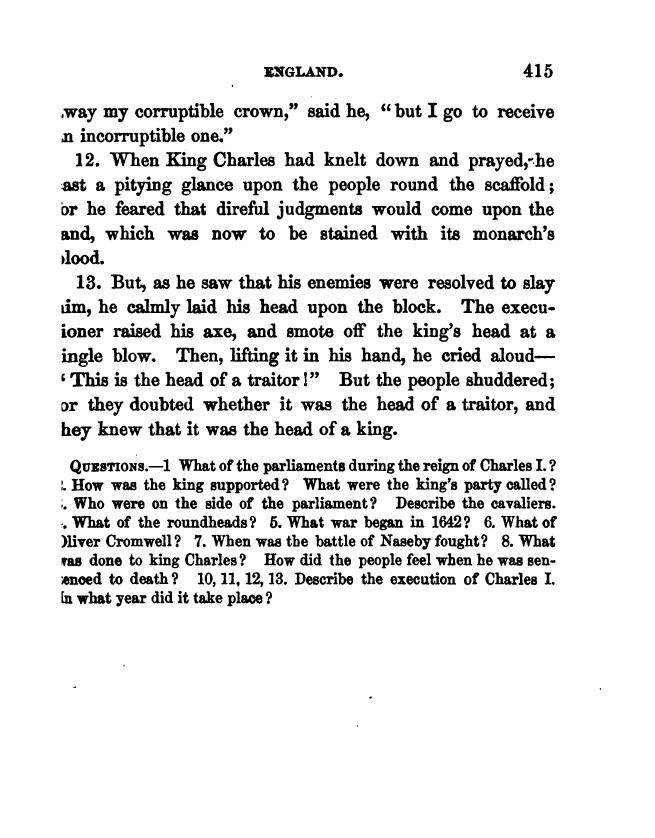 ENGLAND. 415
way my corruptible crown,” said he, “but I go to receive
n incorruptible one.”
12. When King Charles had knelt down and prayed, he
ast a pitying glance upon the people round the scaffold;
or he feared that direful judgments would come upon the
and, which was now to be stained with its monarch's
lood.
13. But, as he saw that his enemies were resolved to slay
im, he calmly laid his head upon the block. The execu-
ioner raised his axe, and smote off the king's head at a
ingle blow. Then, lifting it in his hand, he cried aloud—
‘ This is the head of a traitor!” But the people shuddered;
or they doubted whether it was the head of a traitor, and
hey knew that it was the head of a king.
QUESTIONS.—1 What of the parliaments during the reign of Charles I.?
. How was the king supported? What were the king's party called?
. Who were on the side of the parliament? Describe the cavaliers.
. What of the roundheads? 5. What war began in 1642? 6. What of
Oliver Cromwell? 7. When was the battle of Naseby fought? 8. What
was done to king Charles? How did the people feel when he was sen-
enced to death? 10, 11, 12, 13. Describe the execution of Charles I.
In what year did it take place?